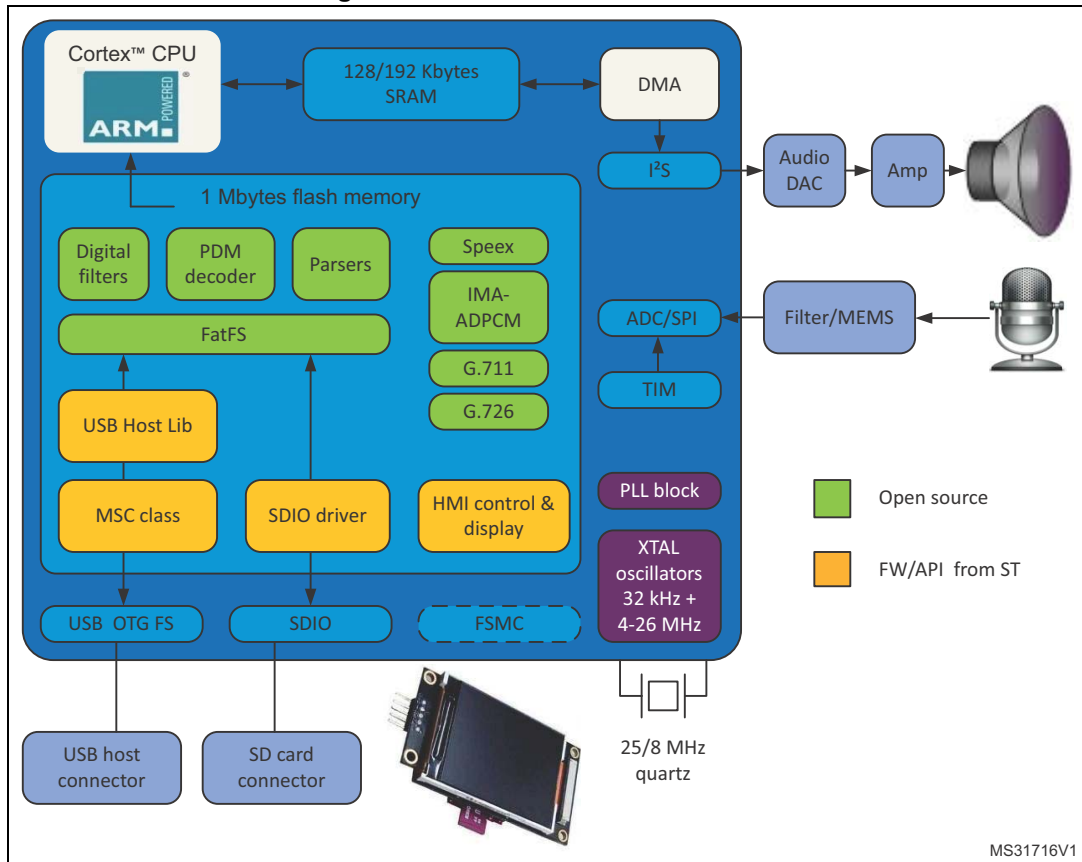 Cortex™ CPU
ARM
POWERED
®
128/192 Kbytes
SRAM
DMA
I²S
Audio
DAC
Amp
1 Mbytes flash memory
Digital
filters
PDM
decoder
Parsers
Speex
IMA-
ADPCM
FatFS
G.711
G.726
ADC/SPI
Filter/MEMS
TIM
USB Host Lib
MSC class
SDIO driver
HMI control &
display
PLL block
XTAL
oscillators
32 kHz +
4-26 MHz
Open source
FW/API from ST
USB OTG FS
SDIO
FSMC
USB host
connector
SD card
connector
25/8 MHz
quartz
MS31716V1